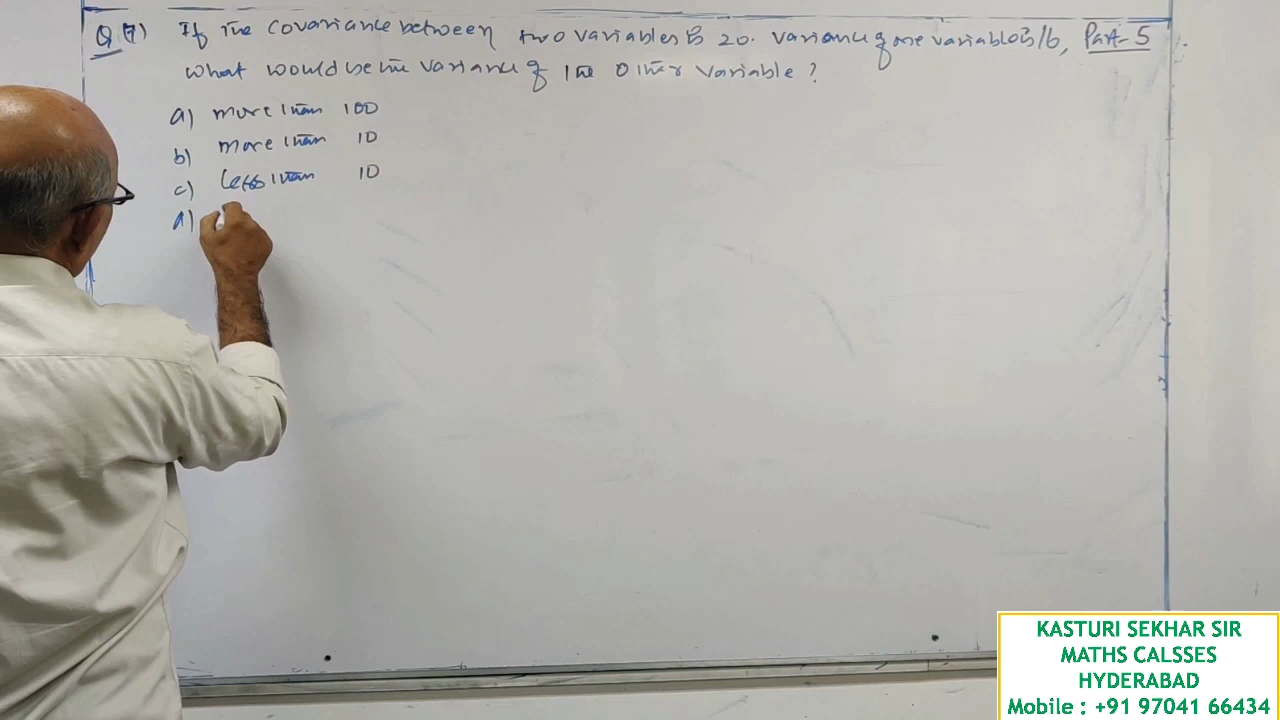 Q (7) If the covariance between two variables is 20. variance of one variable is 16, Part-5
what would be the variance of the other variable?
a) more than 100
b) more than 10
c) less than 10
d)
KASTURI SEKHAR SIR
MATHS CALSSES
HYDERABAD
Mobile : +91 97041 66434